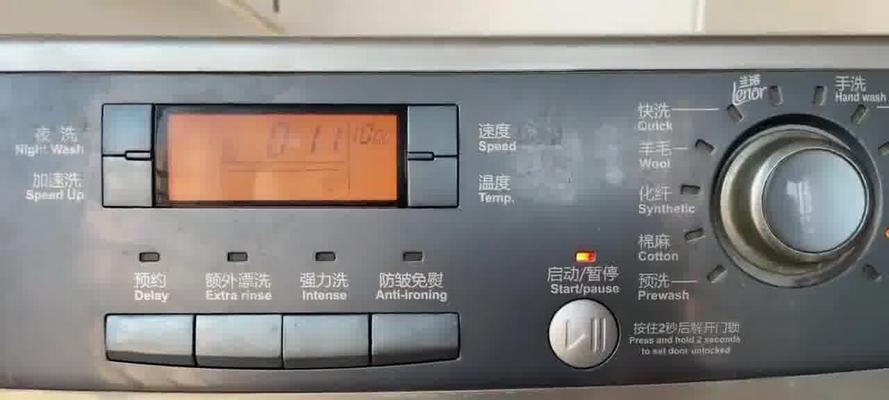 夜洗
Night Wash
加速洗
Speed Up
0-11
速度
Speed
温度
Temp.
预约
Delay
额外漂洗
Extra rinse
强力洗
Intense
防皱免熨
Anti-ironing
启动/暂停
Start/pause
按住2秒后解开门锁
Press and hold 2 seconds
to set door unlocked
兰诺
Lenor
手洗
Hand wash
快洗
Quick
羊毛
Wool
化纤
Synthetic
棉麻
Cotton
预洗
Prewash